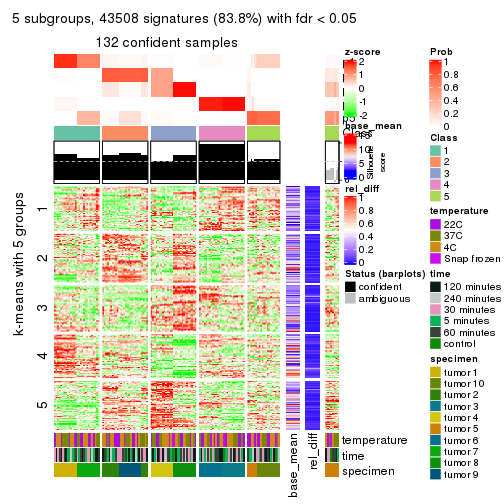 5 subgroups, 43508 signatures (83.8%) with fdr < 0.05
132 confident samples
k-means with 5 groups
1
2
3
4
5
z-score
2
1
0
-1
-2
base_mean
15
10
5
rel_diff
1
0.8
0.6
0.4
0.2
0
Status (barplots)
confident
ambiguous
Silhouette
score
Prob
1
0.8
0.6
0.4
0.2
0
Class
1
2
3
4
5
temperature
22C
37C
4C
Snap frozen
time
120 minutes
240 minutes
30 minutes
5 minutes
60 minutes
control
specimen
tumor 1
tumor 10
tumor 2
tumor 3
tumor 4
tumor 5
tumor 6
tumor 7
tumor 8
tumor 9
temperature
time
specimen
base_mean
rel_diff